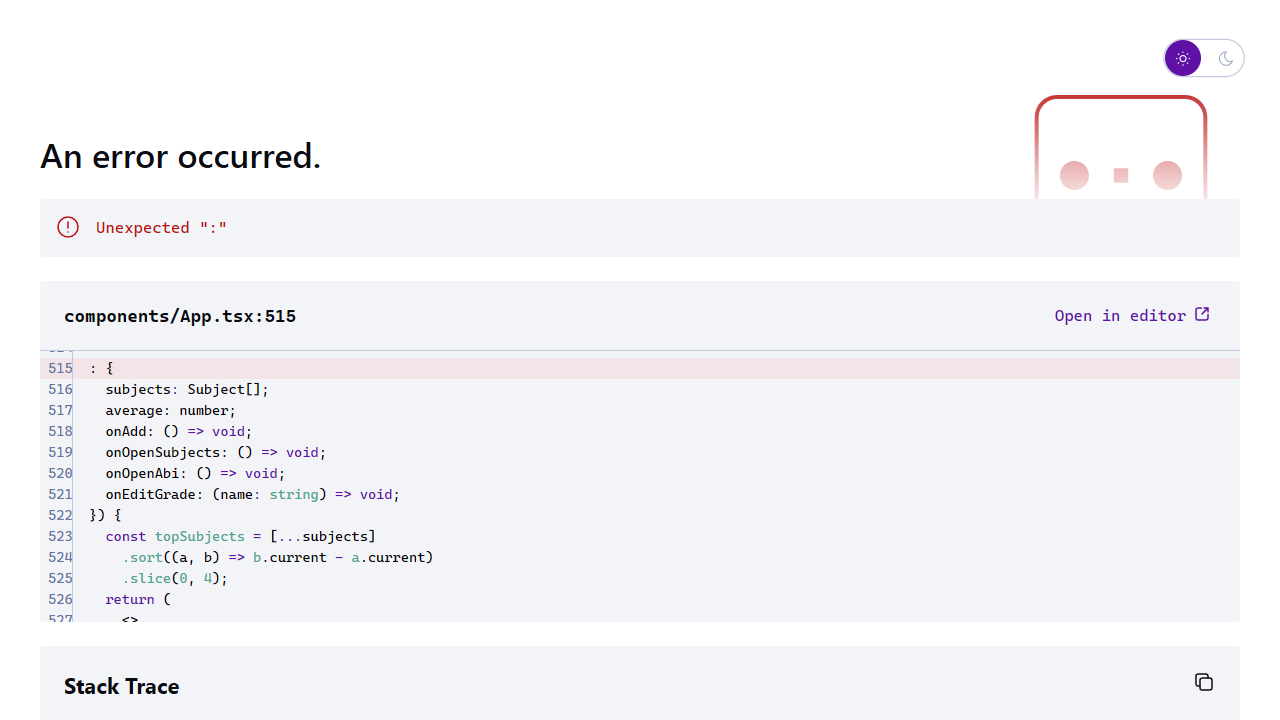 An error occurred.
Unexpected ":"
components/App.tsx:515
Open in editor
515 : {
516 subjects: Subject[];
517 average: number;
518 onAdd: () => void;
519 onOpenSubjects: () => void;
520 onOpenAbi: () => void;
521 onEditGrade: (name: string) => void;
522 }) {
523 const topSubjects = [...subjects]
524 .sort((a, b) => b.current - a.current)
525 .slice(0, 4);
526 return (
527 <>
Stack Trace